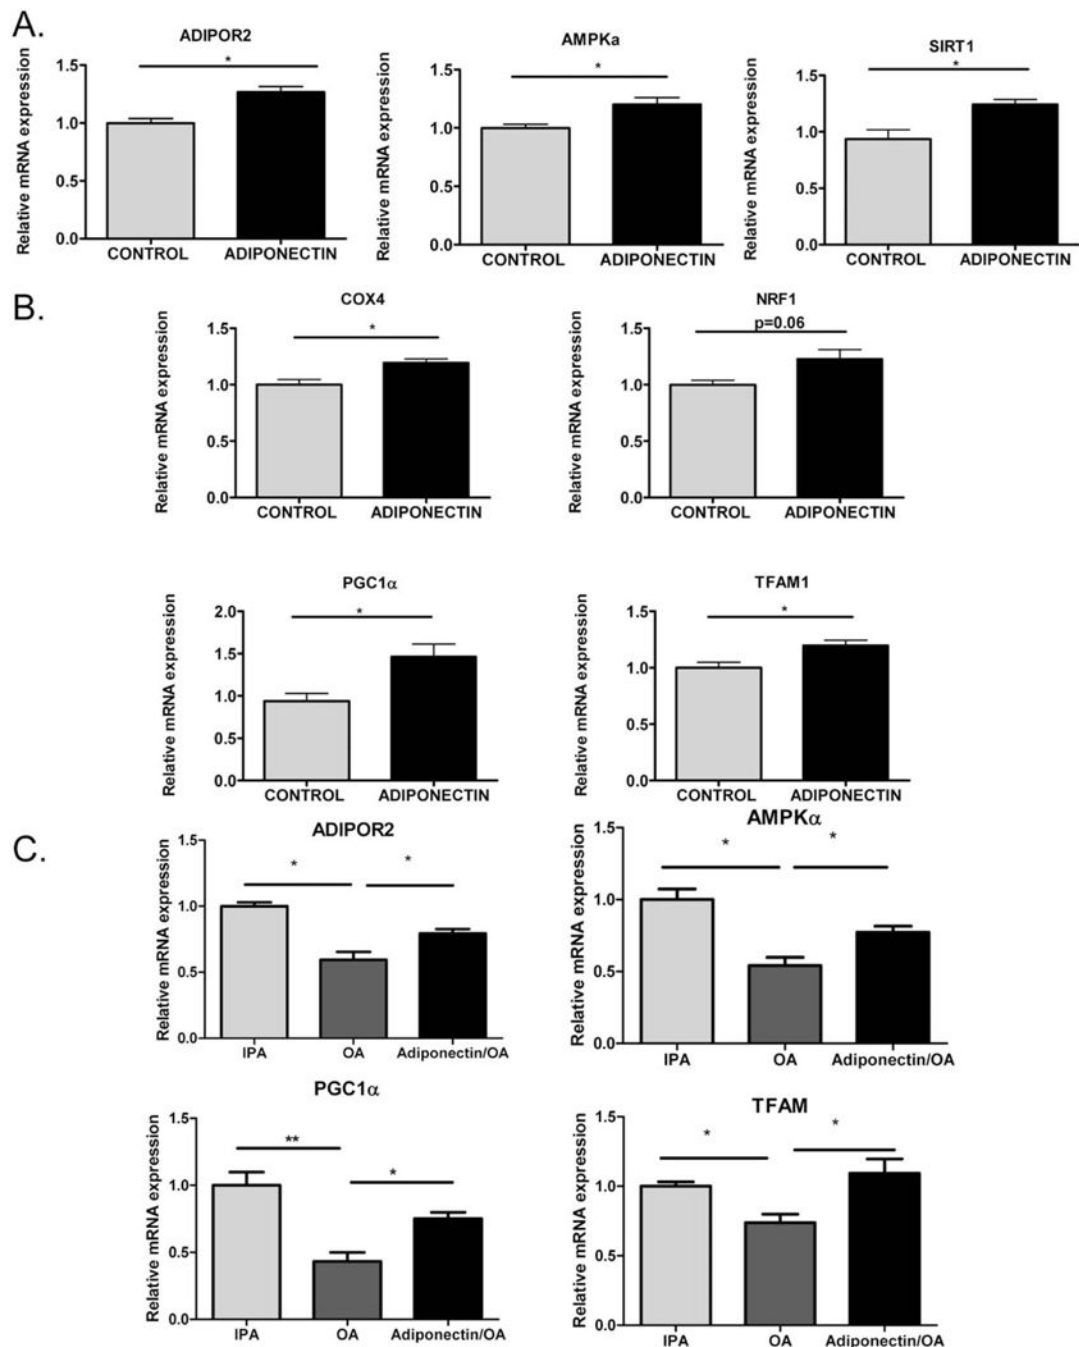 A.
ADIPOR2
Relative mRNA expression
1.5
1.0
0.5
0.0
*
CONTROL ADIPONECTIN
AMPKa
Relative mRNA expression
1.5
1.0
0.5
0.0
*
CONTROL ADIPONECTIN
SIRT1
Relative mRNA expression
1.5
1.0
0.5
0.0
*
CONTROL ADIPONECTIN
B.
COX4
Relative mRNA expression
1.5
1.0
0.5
0.0
*
CONTROL ADIPONECTIN
NRF1
p=0.06
Relative mRNA expression
1.5
1.0
0.5
0.0
CONTROL ADIPONECTIN
PGC1α
Relative mRNA expression
2.0
1.5
1.0
0.5
0.0
*
CONTROL ADIPONECTIN
TFAM1
Relative mRNA expression
1.5
1.0
0.5
0.0
*
CONTROL ADIPONECTIN
C.
ADIPOR2
Relative mRNA expression
1.5
1.0
0.5
0.0
* *
IPA OA Adiponectin/OA
AMPKα
Relative mRNA expression
1.5
1.0
0.5
0.0
* *
IPA OA Adiponectin/OA
PGC1α
Relative mRNA expression
1.5
1.0
0.5
0.0
**
*
IPA OA Adiponectin/OA
TFAM
Relative mRNA expression
1.5
1.0
0.5
0.0
* *
IPA OA Adiponectin/OA